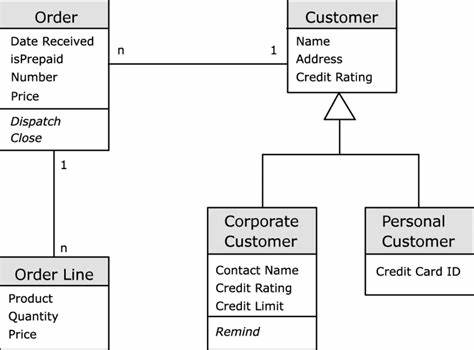 Order
Date Received
isPrepaid
Number
Price
Dispatch
Close
n
1
Customer
Name
Address
Credit Rating
1
n
Order Line
Product
Quantity
Price
Corporate
Customer
Contact Name
Credit Rating
Credit Limit
Remind
Personal
Customer
Credit Card ID